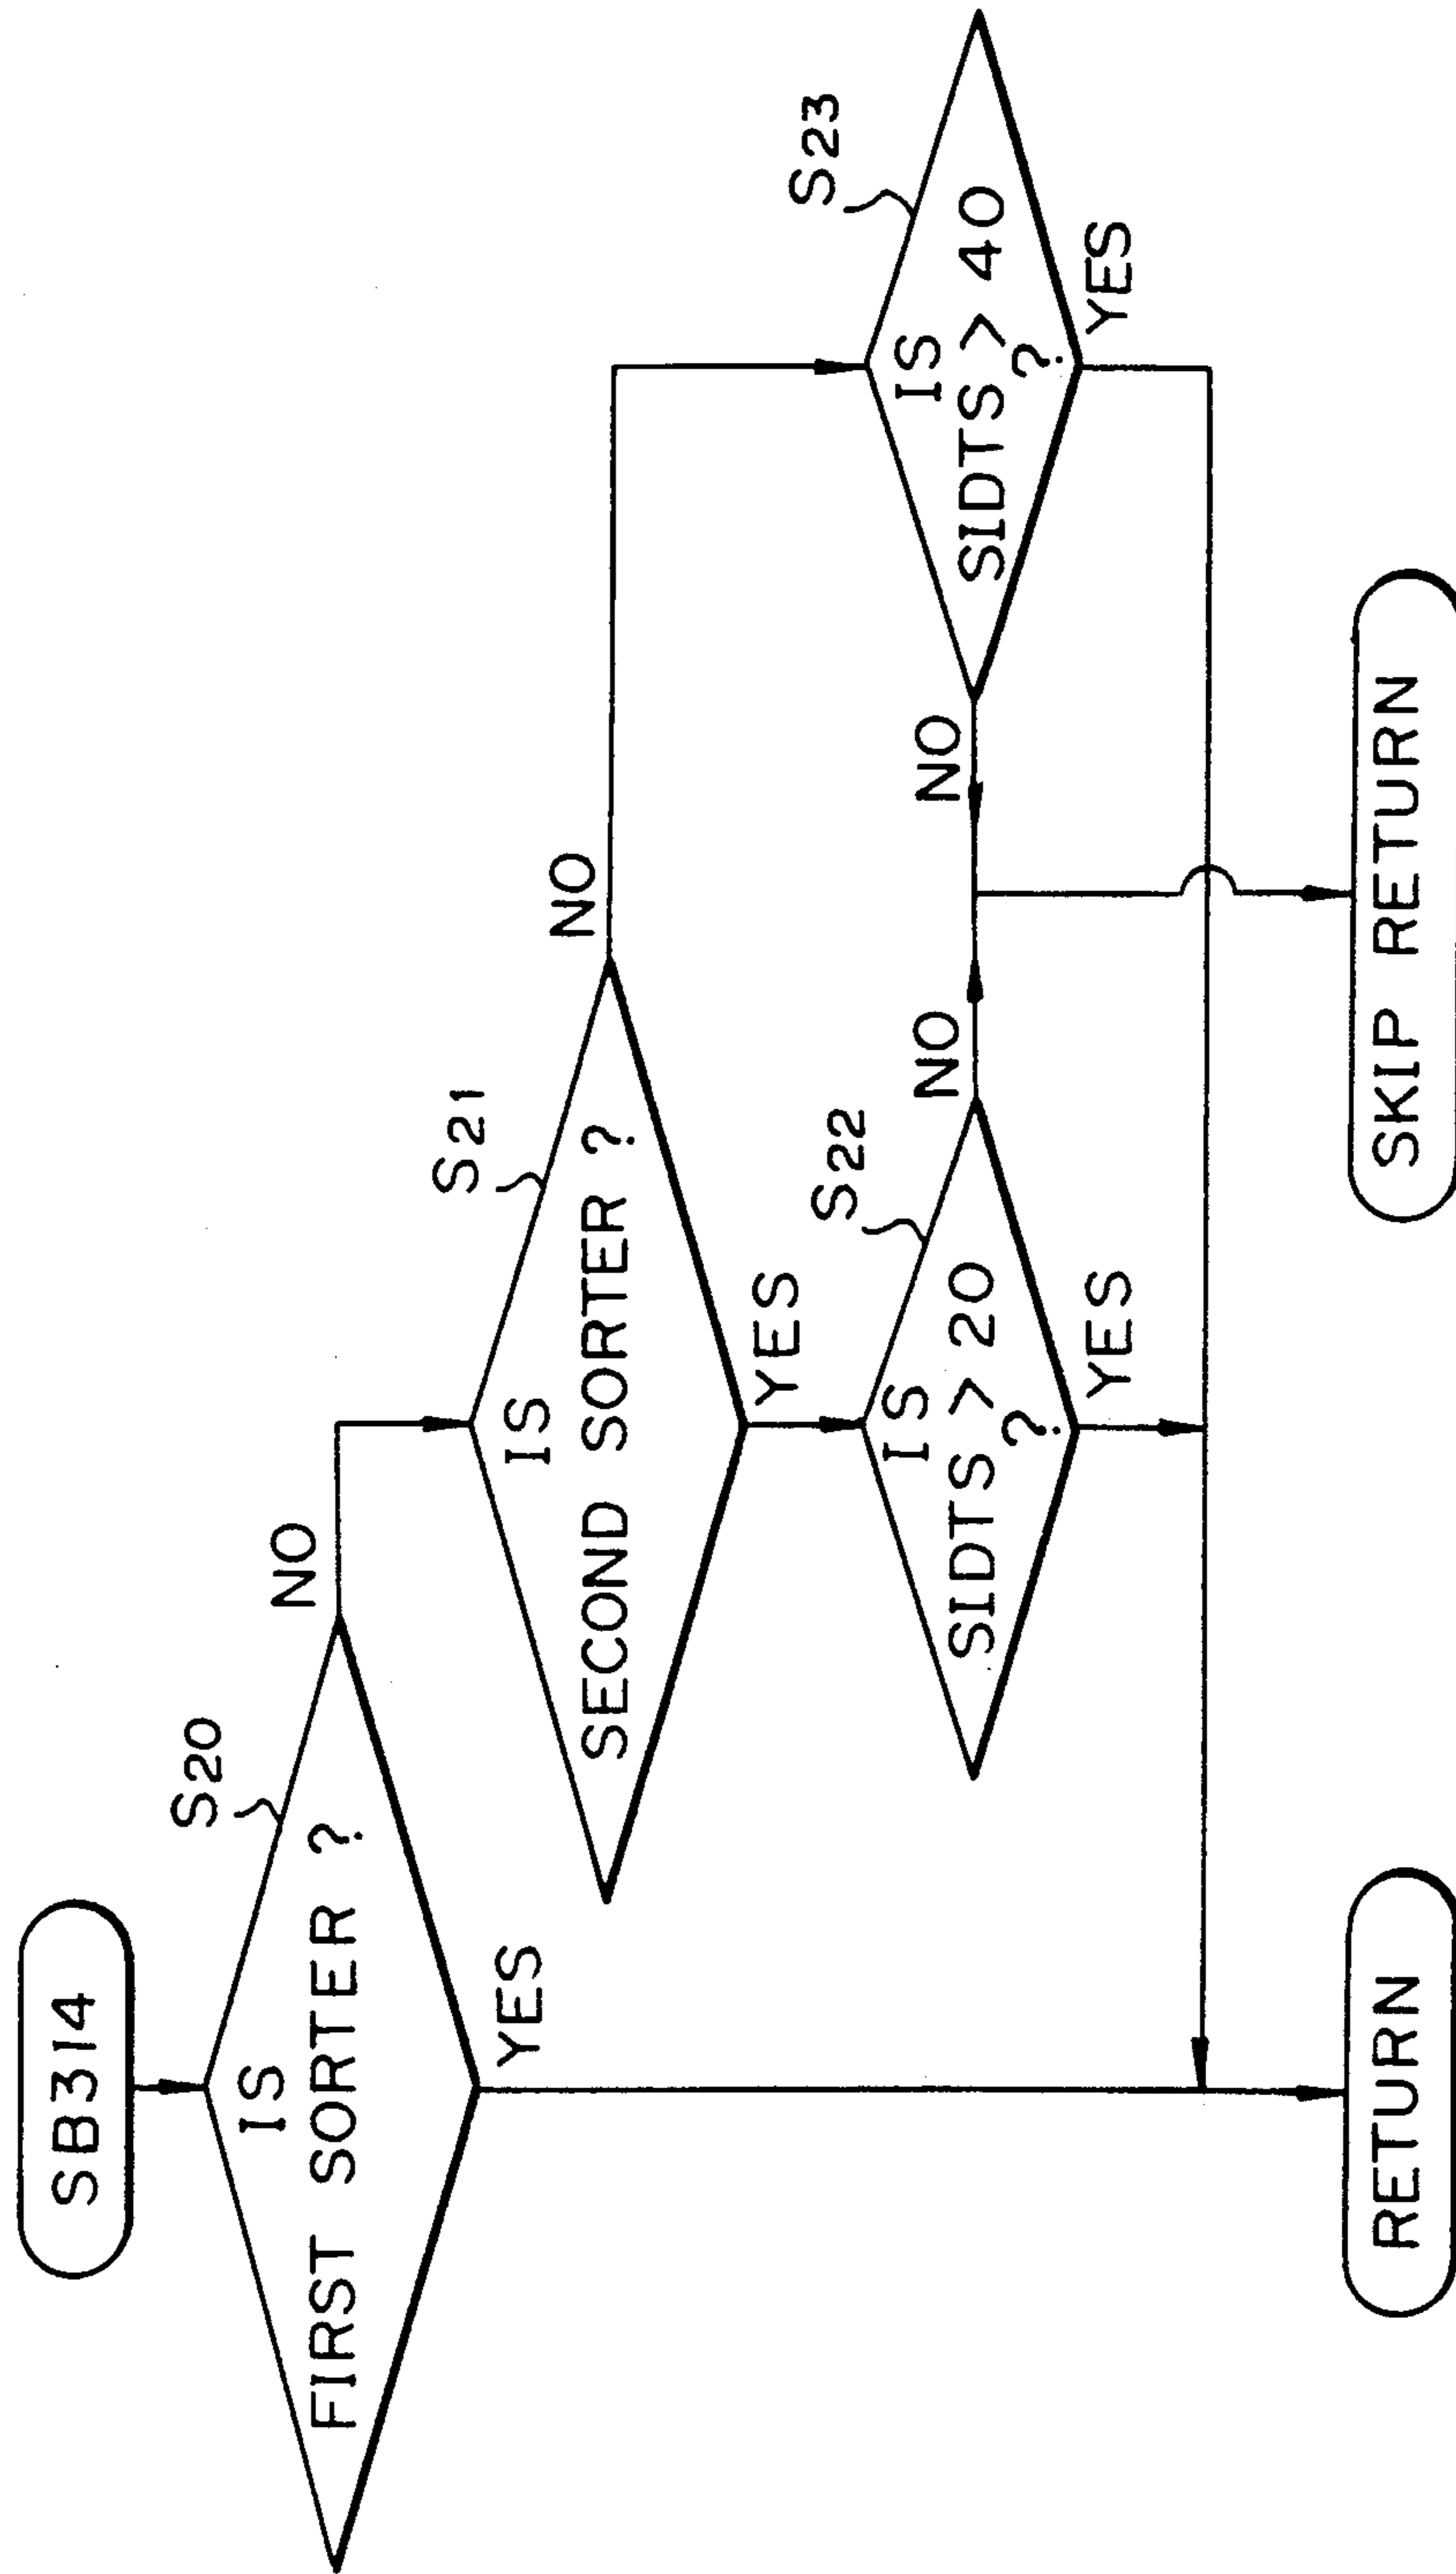 SB314
IS
FIRST SORTER ?
S20
NO
YES
IS
SECOND SORTER ?
S21
NO
YES
IS
SIDTS > 20
?
S22
NO
YES
IS
SIDTS > 40
?
S23
NO
YES
RETURN
SKIP RETURN